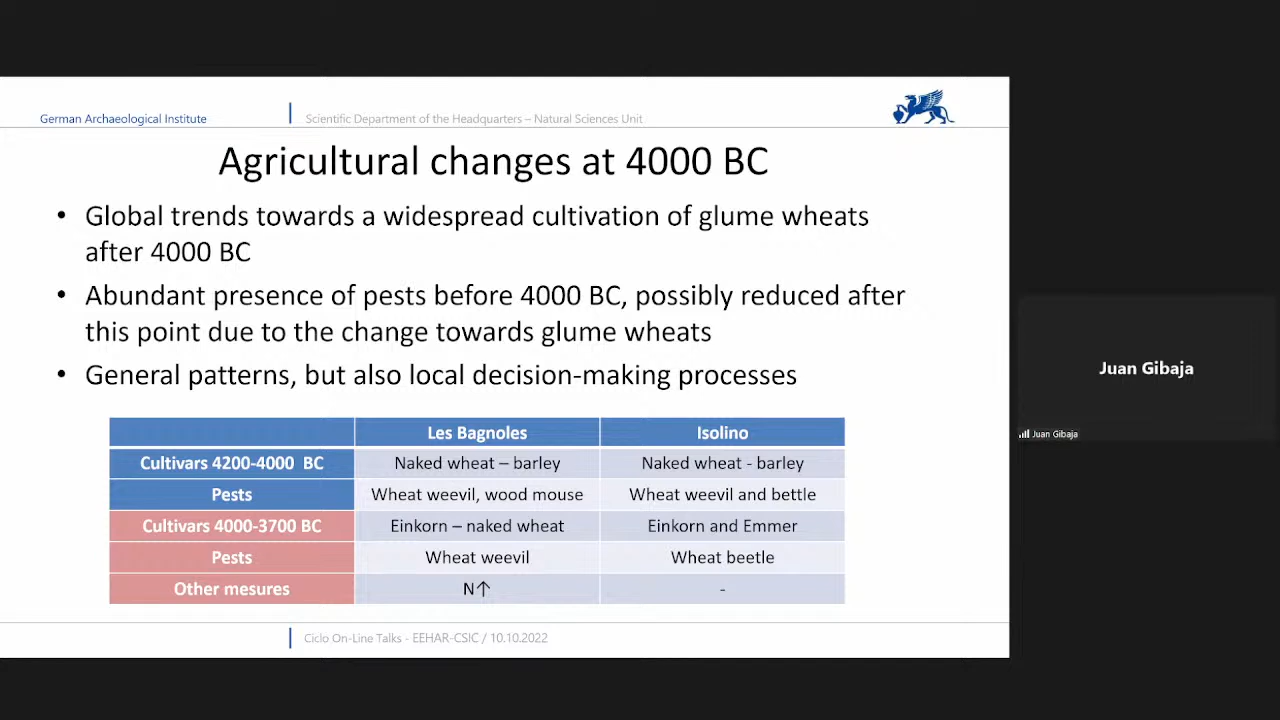 German Archaeological Institute
Scientific Department of the Headquarters – Natural Sciences Unit
Agricultural changes at 4000 BC
• Global trends towards a widespread cultivation of glume wheats
after 4000 BC
• Abundant presence of pests before 4000 BC, possibly reduced after
this point due to the change towards glume wheats
• General patterns, but also local decision-making processes
Les Bagnoles Isolino
Cultivars 4200-4000 BC Naked wheat – barley Naked wheat - barley
Pests Wheat weevil, wood mouse Wheat weevil and bettle
Cultivars 4000-3700 BC Einkorn – naked wheat Einkorn and Emmer
Pests Wheat weevil Wheat beetle
Other mesures N↑ -
Ciclo On-Line Talks - EEHAR-CSIC / 10.10.2022
Juan Gibaja
Juan Gibaja